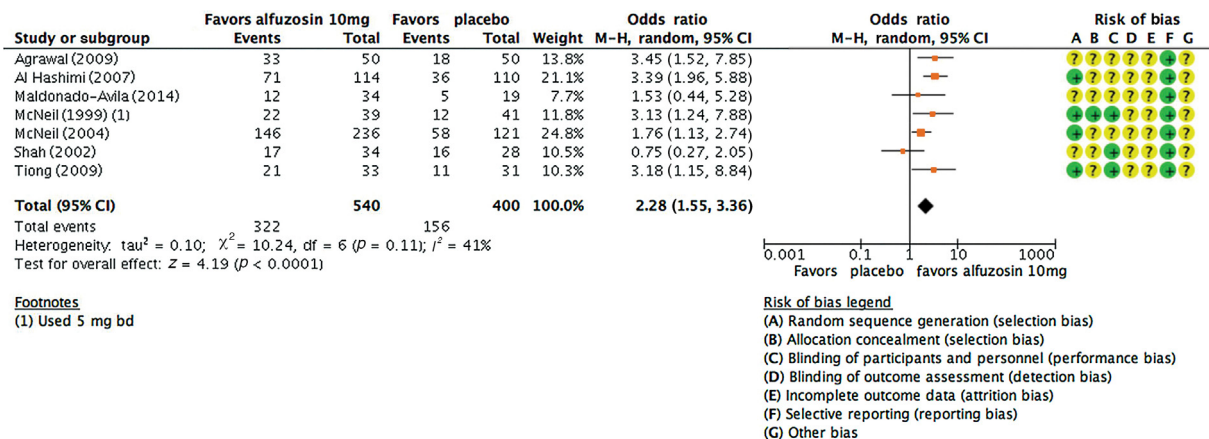 Favors alfuzosin 10mg Favors placebo Odds ratio Odds ratio Risk of bias
Study or subgroup Events Total Events Total Weight M–H, random, 95% CI M–H, random, 95% CI A B C D E F G
Agrawal (2009) 33 50 18 50 13.8% 3.45 (1.52, 7.85) ? ? ? ? ? + ?
Al Hashimi (2007) 71 114 36 110 21.1% 3.39 (1.96, 5.88) + ? ? ? ? + ?
Maldonado–Avila (2014) 12 34 5 19 7.7% 1.53 (0.44, 5.28) ? ? ? ? ? + ?
McNeil (1999) (1) 22 39 12 41 11.8% 3.13 (1.24, 7.88) + + + ? ? + ?
McNeil (2004) 146 236 58 121 24.8% 1.76 (1.13, 2.74) + ? ? ? ? + ?
Shah (2002) 17 34 16 28 10.5% 0.75 (0.27, 2.05) ? ? + ? ? + ?
Tiong (2009) 21 33 11 31 10.3% 3.18 (1.15, 8.84) + ? + ? ? + ?
Total (95% CI) 540 400 100.0% 2.28 (1.55, 3.36)
Total events 322 156
Heterogeneity: tau² = 0.10; χ² = 10.24, df = 6 (p = 0.11); I² = 41%
Test for overall effect: z = 4.19 (p < 0.0001)
0.001 0.1 1 10 1000
Favors placebo favors alfuzosin 10mg
Footnotes
(1) Used 5 mg bd
Risk of bias legend
(A) Random sequence generation (selection bias)
(B) Allocation concealment (selection bias)
(C) Blinding of participants and personnel (performance bias)
(D) Blinding of outcome assessment (detection bias)
(E) Incomplete outcome data (attrition bias)
(F) Selective reporting (reporting bias)
(G) Other bias